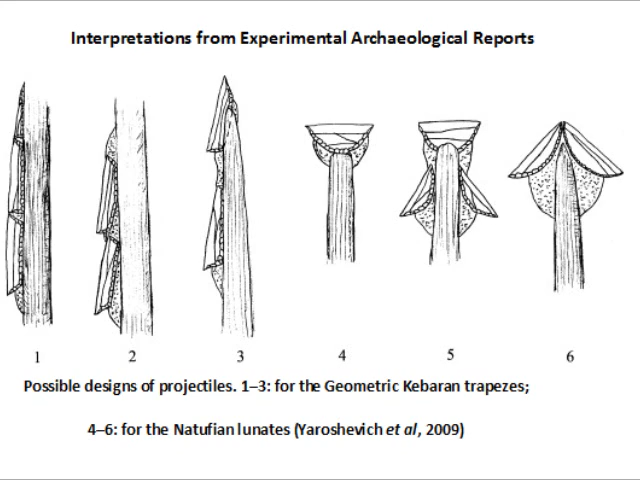 Interpretations from Experimental Archaeological Reports
1 2 3 4 5 6
Possible designs of projectiles. 1–3: for the Geometric Kebaran trapezes;
4–6: for the Natufian lunates (Yaroshevich et al, 2009)